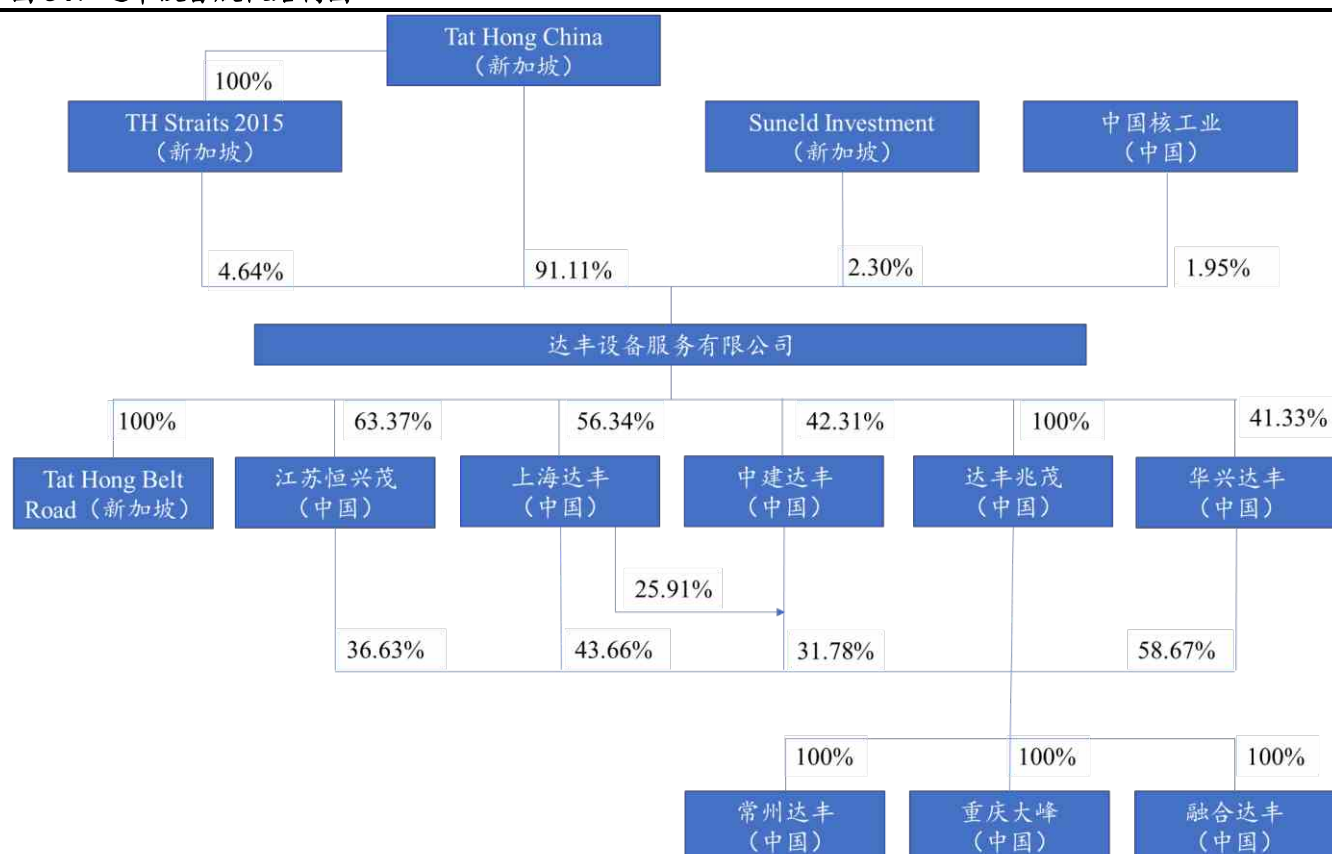 Tat Hong China
（新加坡）
100%
TH Straits 2015
（新加坡）
Suneld Investment
（新加坡）
中国核工业
（中国）
4.64%
91.11%
2.30%
1.95%
达丰设备服务有限公司
100%
63.37%
56.34%
42.31%
100%
41.33%
Tat Hong Belt
Road（新加坡）
江苏恒兴茂
（中国）
上海达丰
（中国）
中建达丰
（中国）
达丰兆茂
（中国）
华兴达丰
（中国）
25.91%
36.63%
43.66%
31.78%
58.67%
100%
100%
100%
常州达丰
（中国）
重庆大峰
（中国）
融合达丰
（中国）